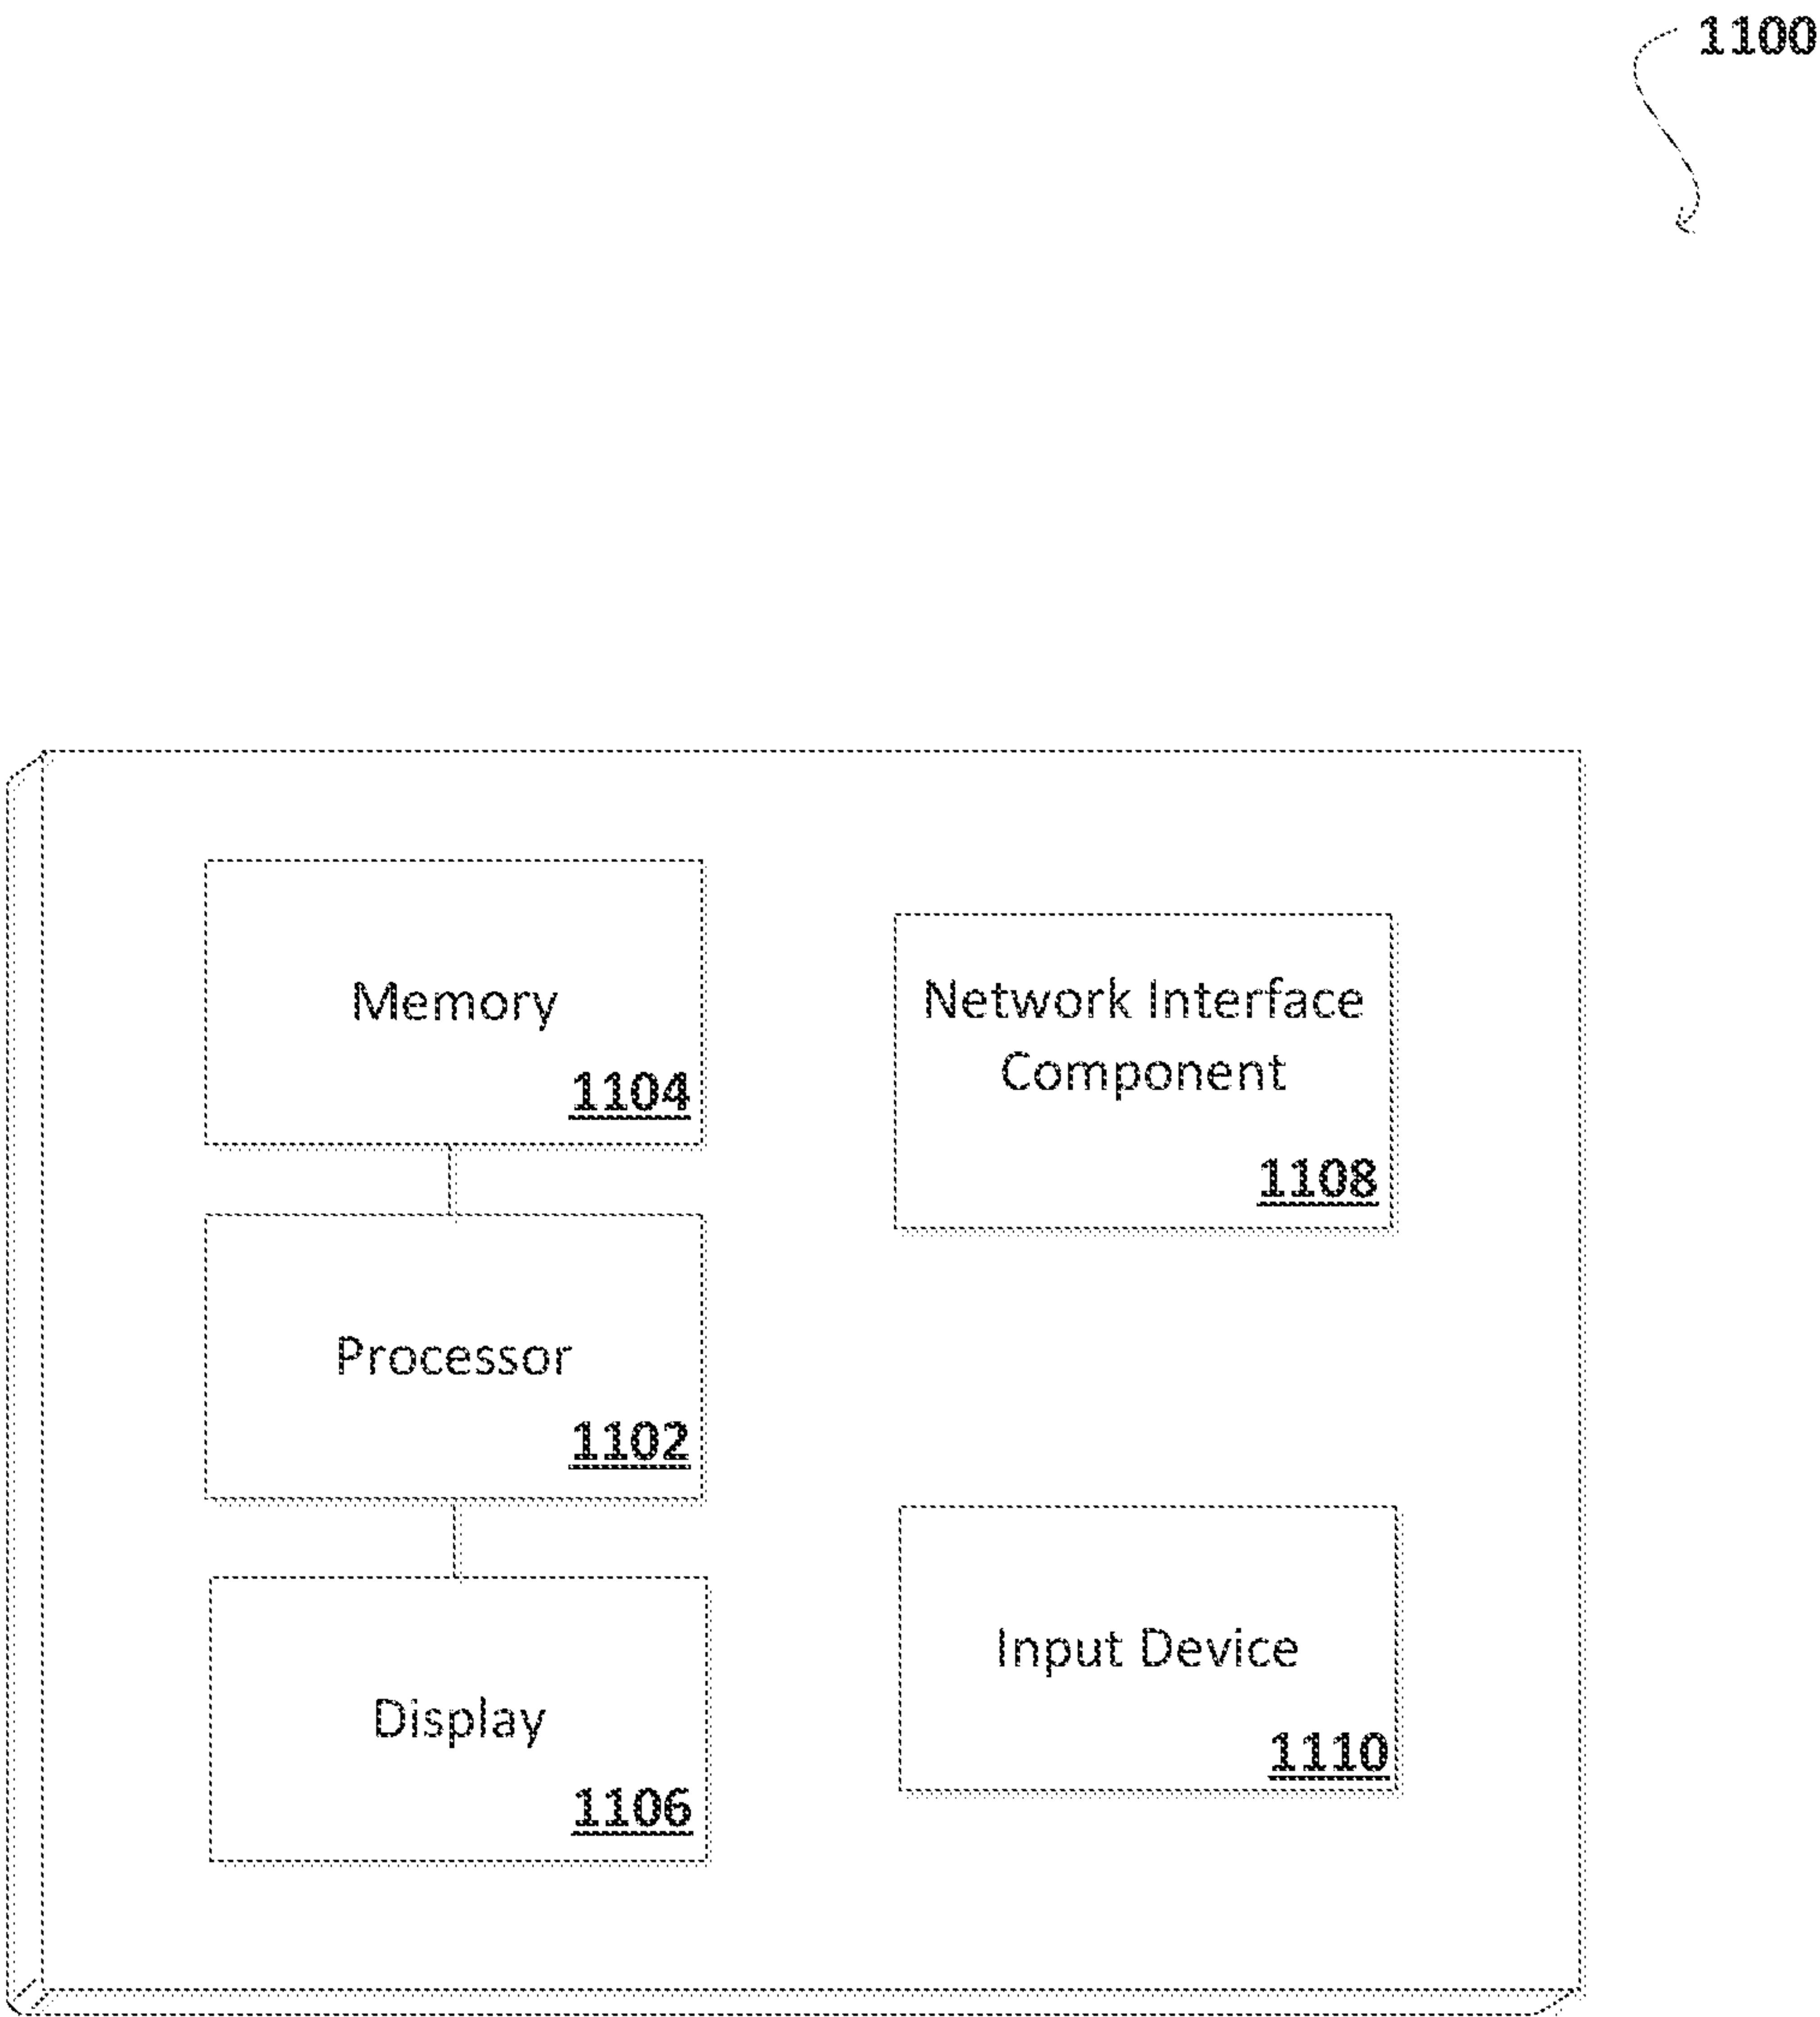 1100
Memory
1104
Network Interface
Component
1108
Processor
1102
Input Device
1110
Display
1106